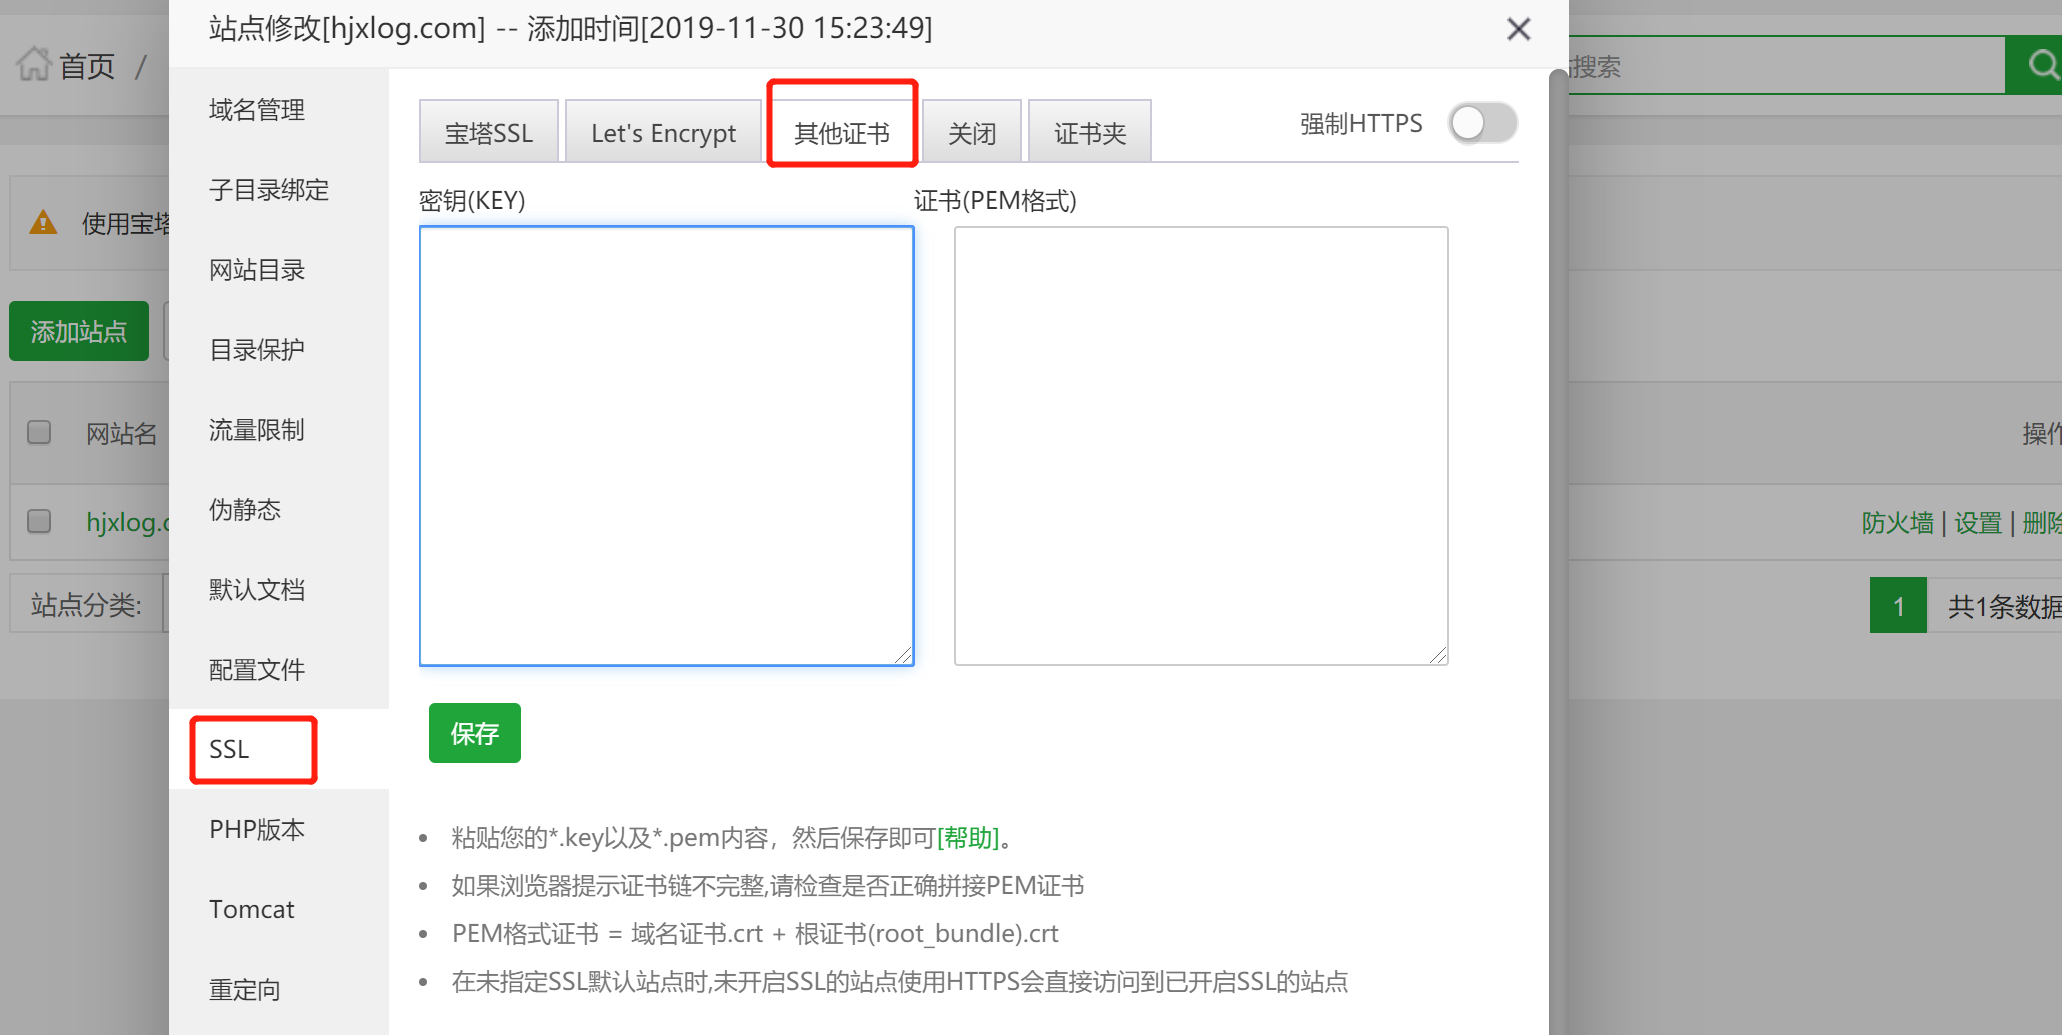 站点修改[hjxlog.com] -- 添加时间[2019-11-30 15:23:49]
首页 /
搜索
域名管理
子目录绑定
网站目录
目录保护
流量限制
伪静态
默认文档
配置文件
SSL
PHP版本
Tomcat
重定向
宝塔SSL Let's Encrypt 其他证书 关闭 证书夹 强制HTTPS
密钥(KEY) 证书(PEM格式)
保存
粘贴您的*.key以及*.pem内容，然后保存即可[帮助]。
如果浏览器提示证书链不完整,请检查是否正确拼接PEM证书
PEM格式证书 = 域名证书.crt + 根证书(root_bundle).crt
在未指定SSL默认站点时,未开启SSL的站点使用HTTPS会直接访问到已开启SSL的站点
使用宝塔
添加站点
网站名 操作
hjxlog.c 防火墙 | 设置 | 删除
站点分类: 1 共1条数据